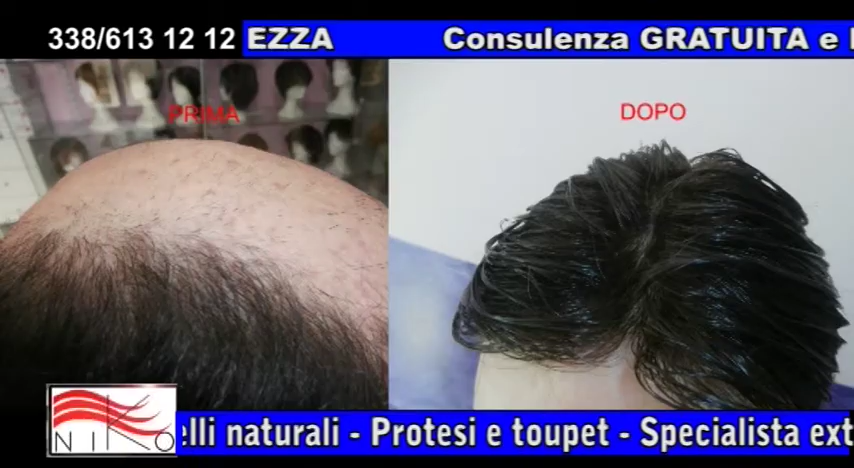 338/613 12 12 EZZA Consulenza GRATUITA e
PRIMA
DOPO
NIKO
elli naturali - Protesi e toupet - Specialista ext